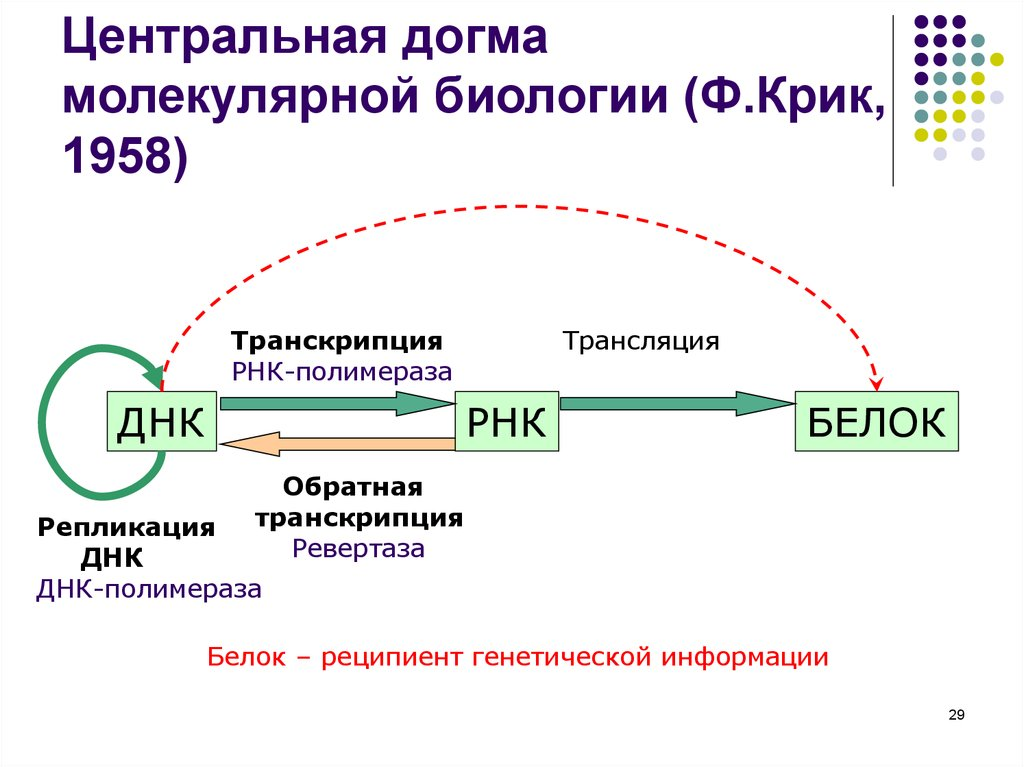 Центральная догма
молекулярной биологии (Ф.Крик,
1958)
Транскрипция
РНК-полимераза
Трансляция
ДНК
РНК
БЕЛОК
Обратная
транскрипция
Ревертаза
Репликация
ДНК
ДНК-полимераза
Белок – реципиент генетической информации
29